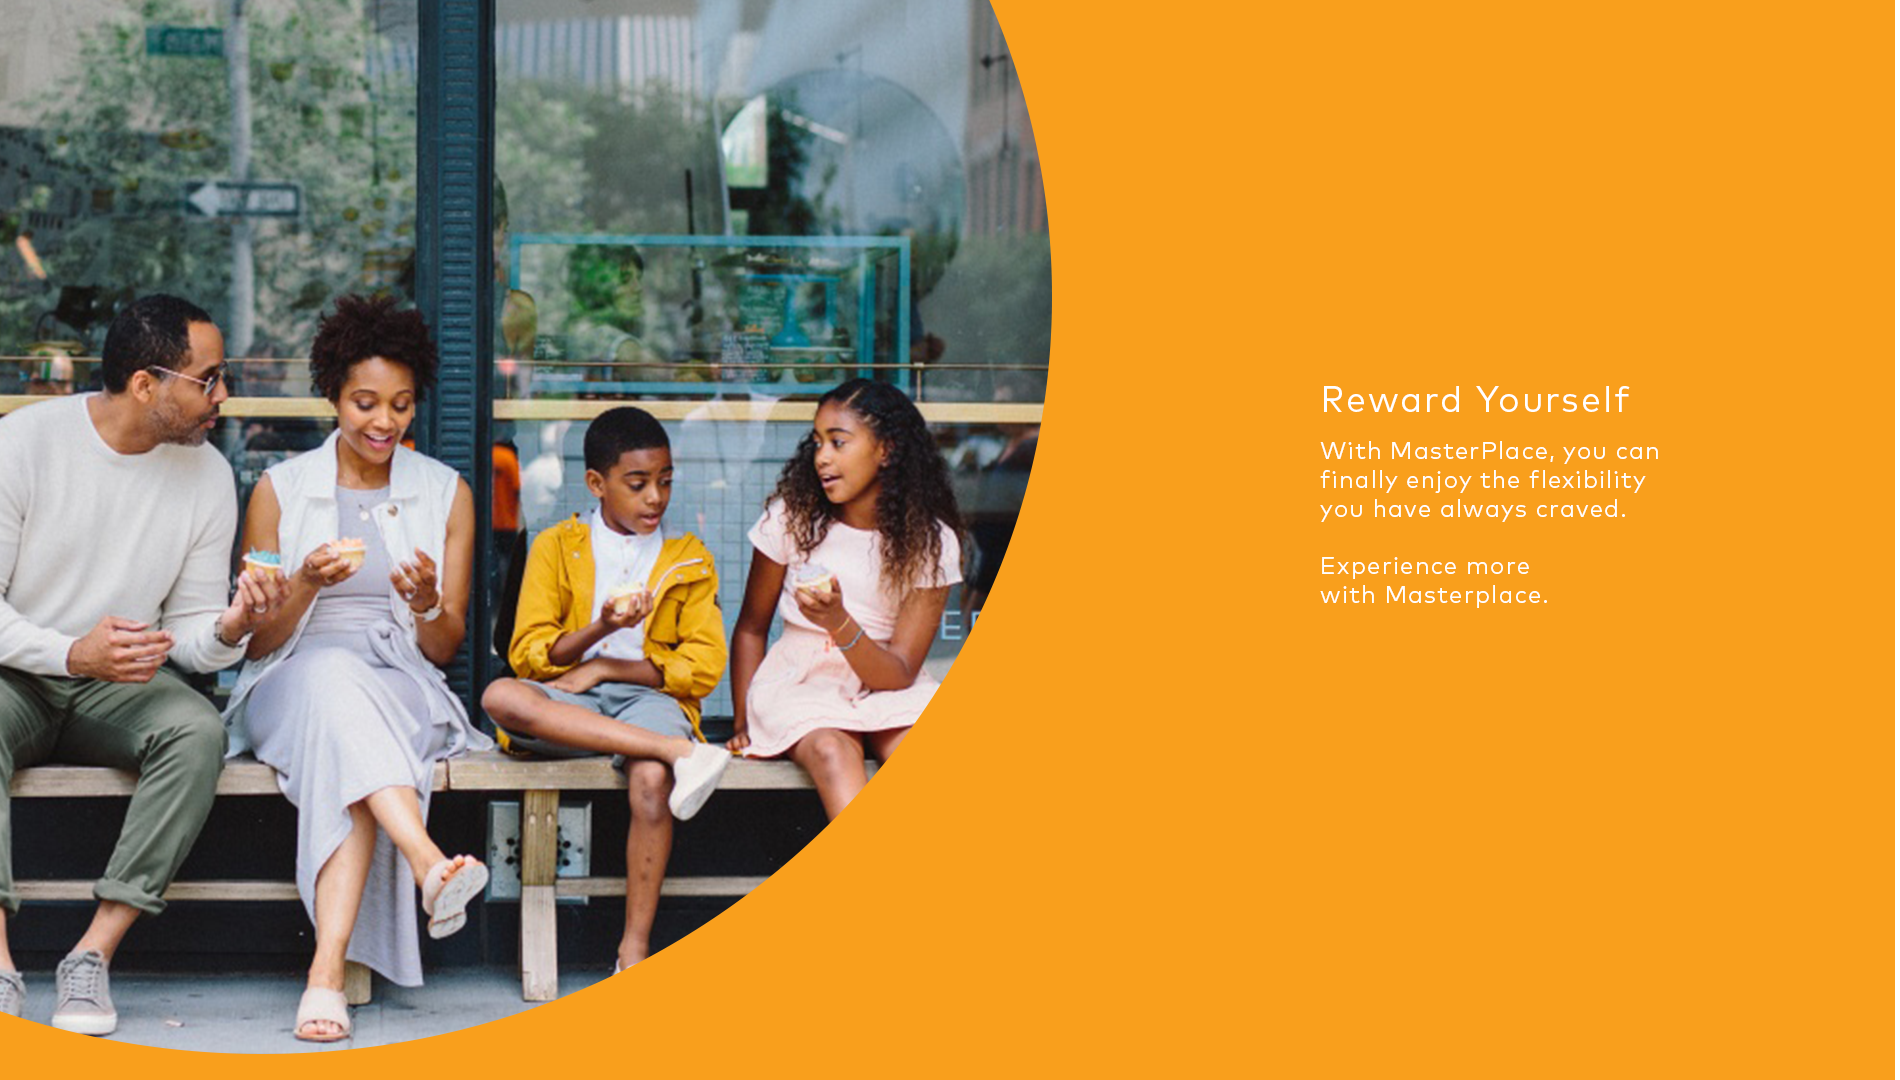 Reward Yourself
With MasterPlace, you can
finally enjoy the flexibility
you have always craved.
Experience more
with Masterplace.